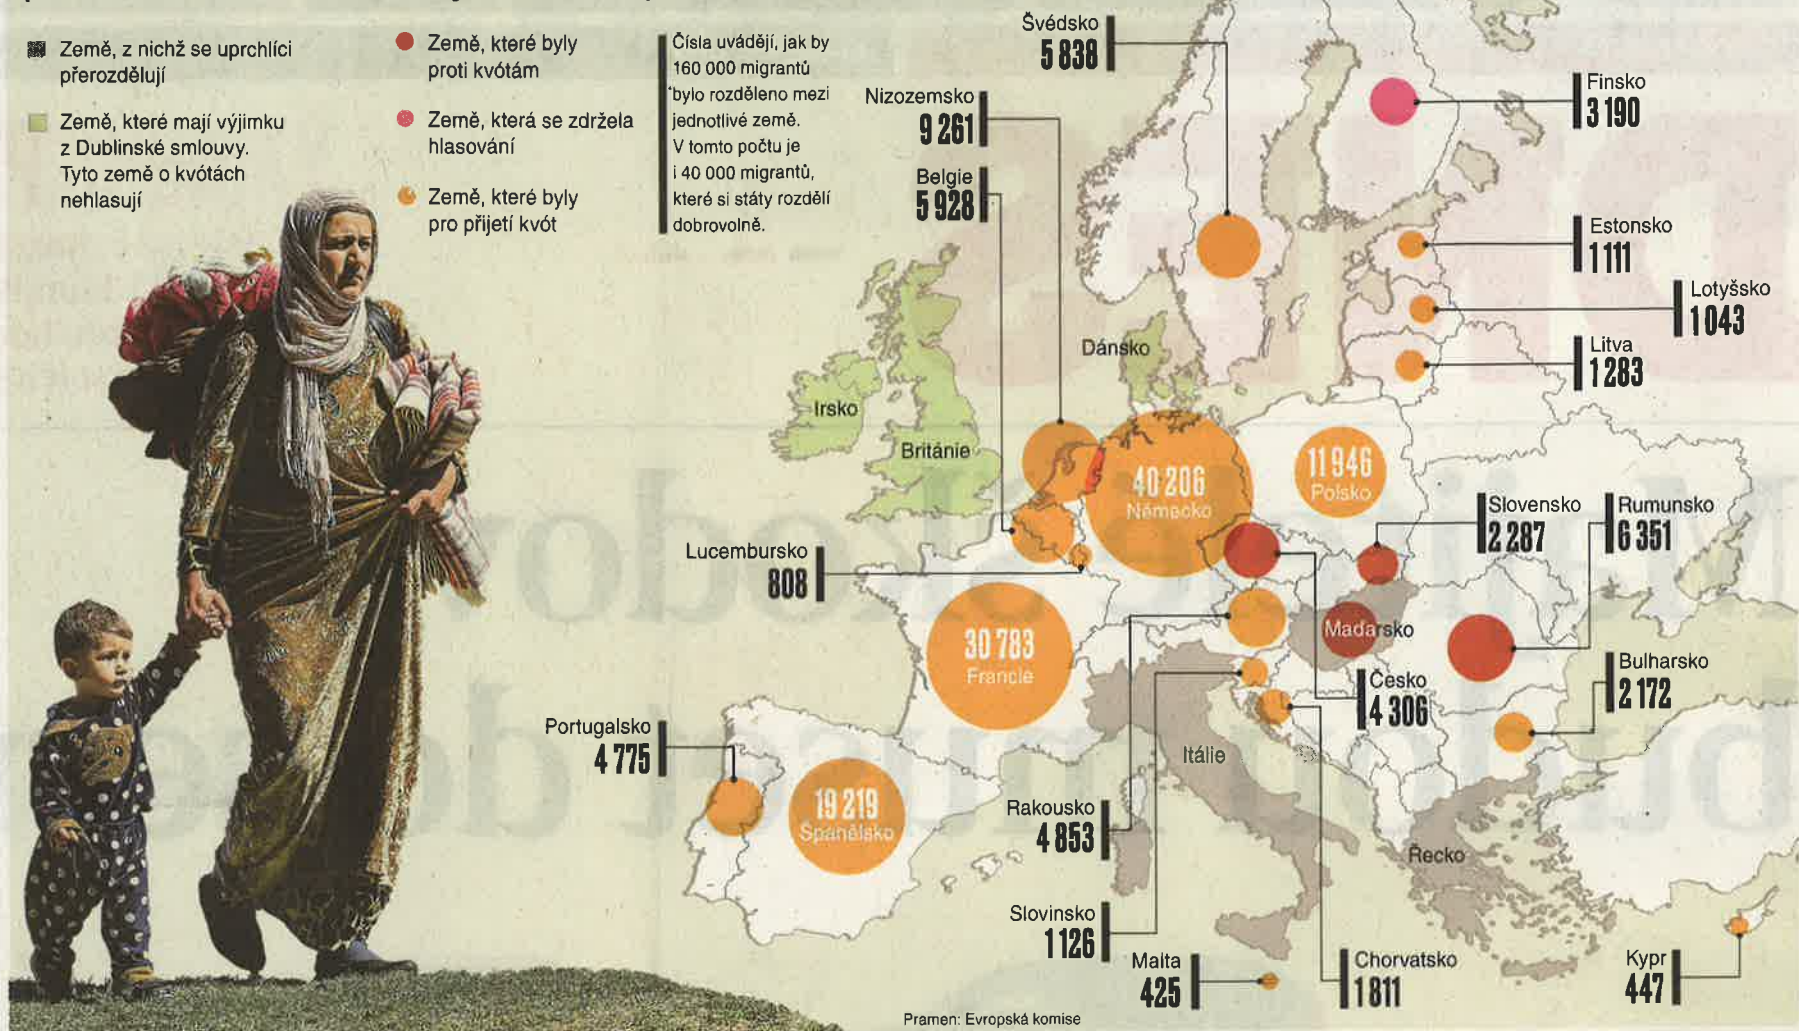 Země, z nichž se uprchlíci
přerozdělují
Země, které mají výjimku
z Dublinské smlouvy.
Tyto země o kvótách
nehlasují
Země, které byly
proti kvótám
Země, která se zdržela
hlasování
Země, které byly
pro přijetí kvót
Čísla uvádějí, jak by
160 000 migrantů
bylo rozděleno mezi
jednotlivé země.
V tomto počtu je
i 40 000 migrantů,
které si státy rozdělí
dobrovolně.
Švédsko
5 838
Nizozemsko
9 261
Belgie
5 928
Finsko
3 190
Estonsko
1 111
Lotyšsko
1 043
Litva
1 283
Dánsko
Irsko
Británie
40 206
Německo
11 946
Polsko
Slovensko
2 287
Rumunsko
6 351
Lucembursko
808
30 783
Francie
Maďarsko
Česko
4 306
Bulharsko
2 172
Portugalsko
4 775
19 219
Španělsko
Itálie
Rakousko
4 853
Řecko
Slovinsko
1 126
Malta
425
Chorvatsko
1 811
Kypr
447
Pramen: Evropská komise